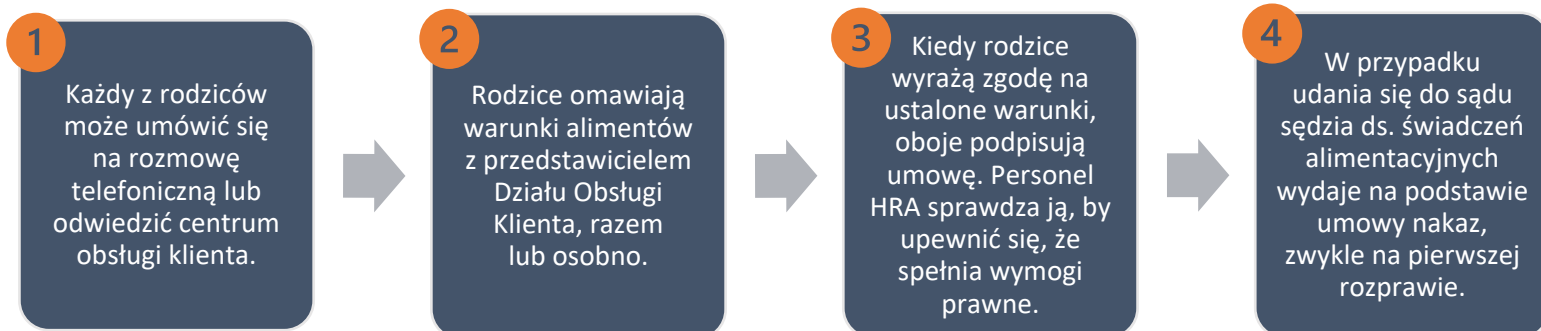 1
Każdy z rodziców
może umówić się
na rozmowę
telefoniczną lub
odwiedzić centrum
obsługi klienta.
2
Rodzice omawiają
warunki alimentów
z przedstawicielem
Działu Obsługi
Klienta, razem
lub osobno.
3
Kiedy rodzice
wyrażą zgodę na
ustalone warunki,
oboje podpisują
umowę. Personel
HRA sprawdza ją, by
upewnić się, że
spełnia wymogi
prawne.
4
W przypadku
udania się do sądu
sędzia ds. świadczeń
alimentacyjnych
wydaje na podstawie
umowy nakaz,
zwykle na pierwszej
rozprawie.